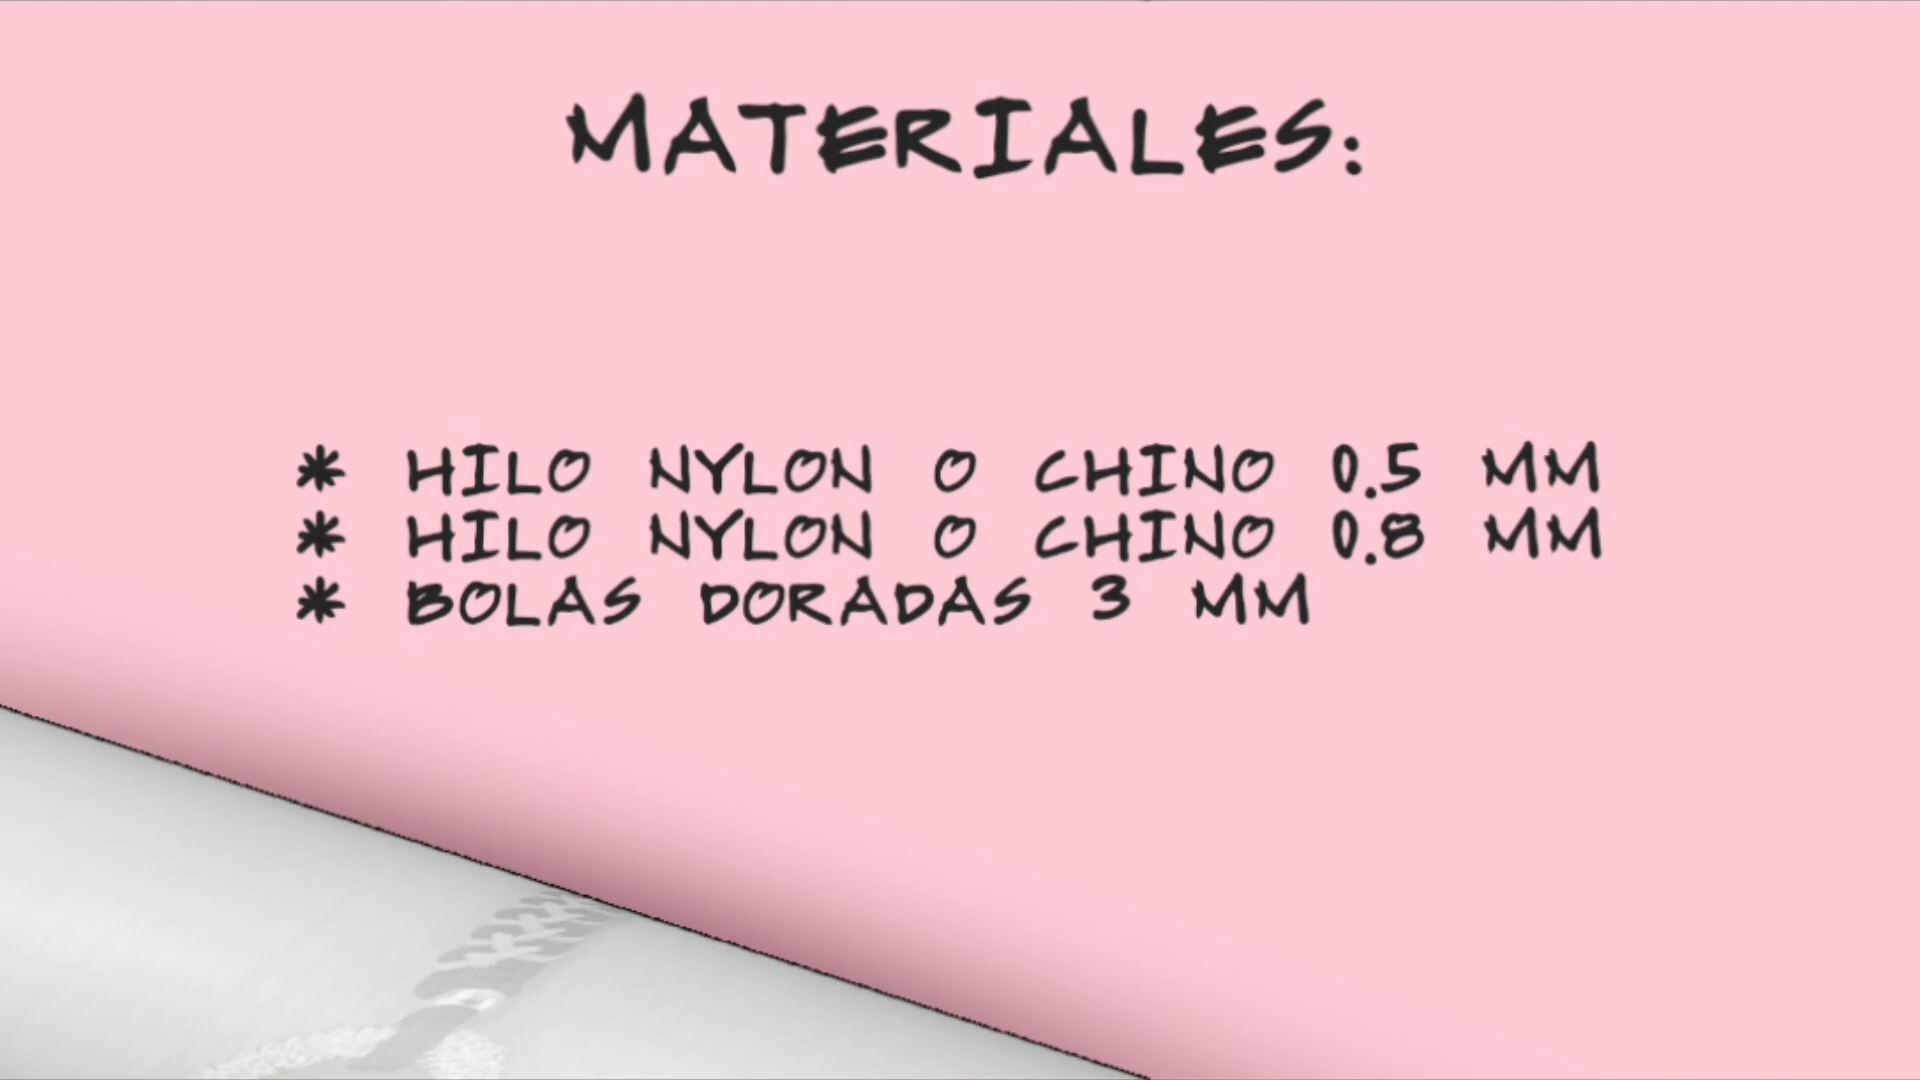 MATERIALES:
* HILO NYLON O CHINO 0.5 MM
* HILO NYLON O CHINO 0.8 MM
* BOLAS DORADAS 3 MM